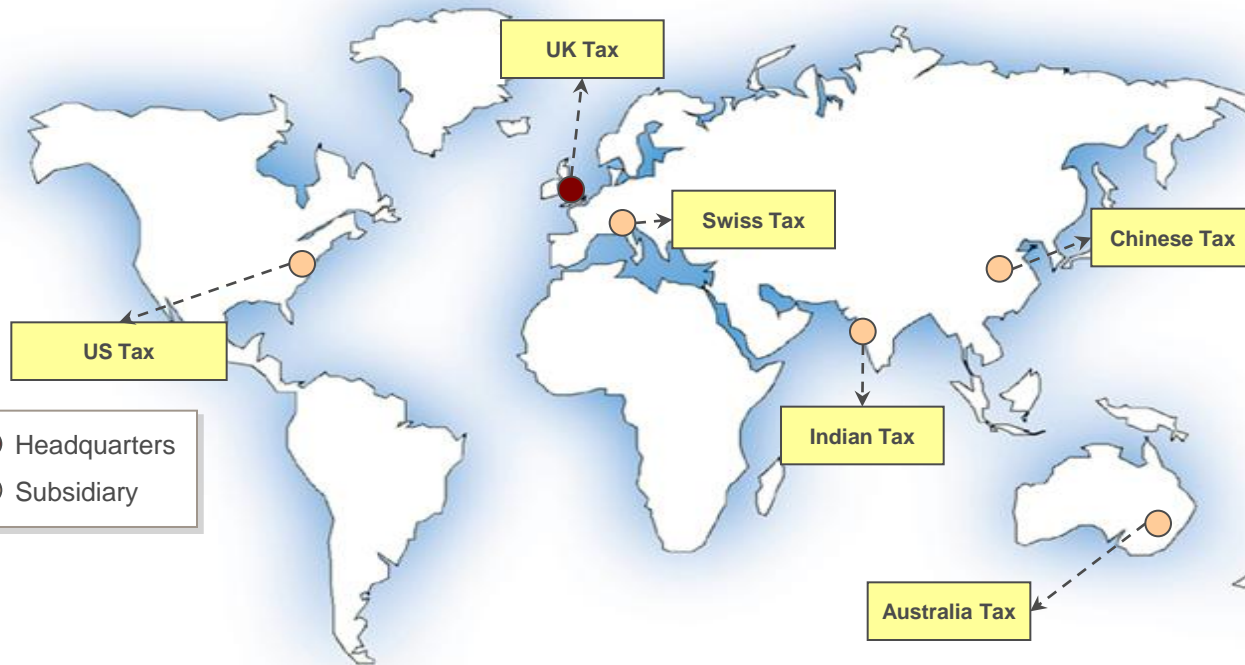 UK Tax
Swiss Tax
Chinese Tax
US Tax
Indian Tax
Headquarters
Subsidiary
Australia Tax